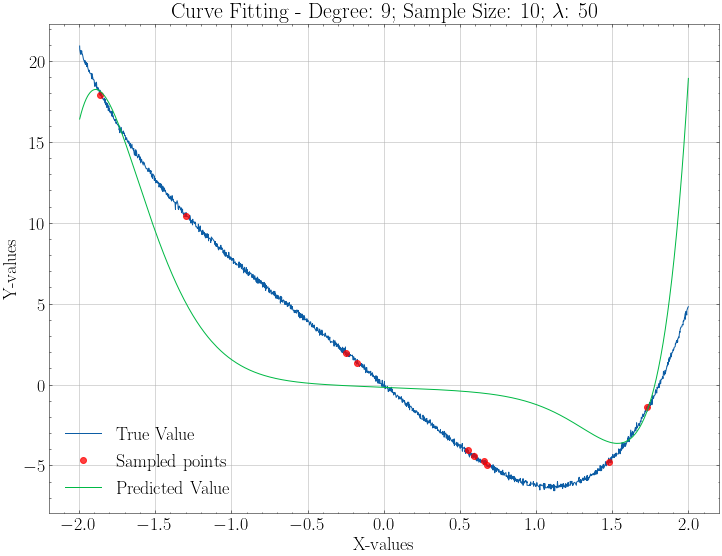 Curve Fitting - Degree: 9; Sample Size: 10; λ: 50
Y-values
20
15
10
5
0
−5
True Value
Sampled points
Predicted Value
−2.0 −1.5 −1.0 −0.5 0.0 0.5 1.0 1.5 2.0
X-values